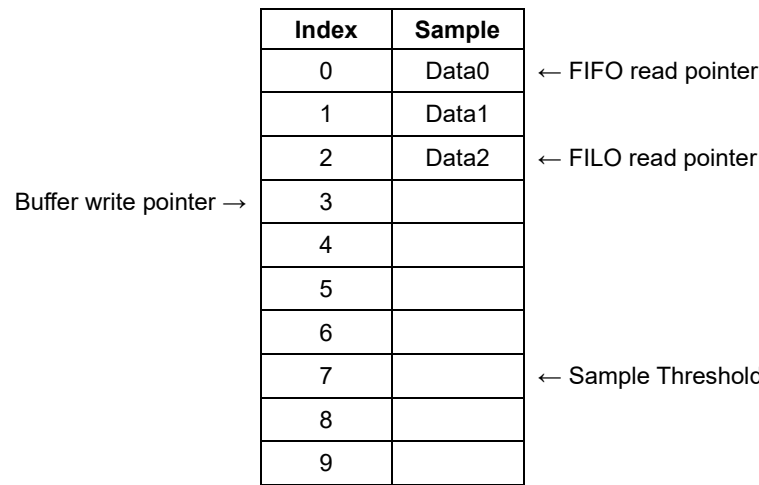 Index Sample
0 Data0 ← FIFO read pointer
1 Data1
2 Data2 ← FILO read pointer
Buffer write pointer → 3
4
5
6
7 ← Sample Threshold
8
9